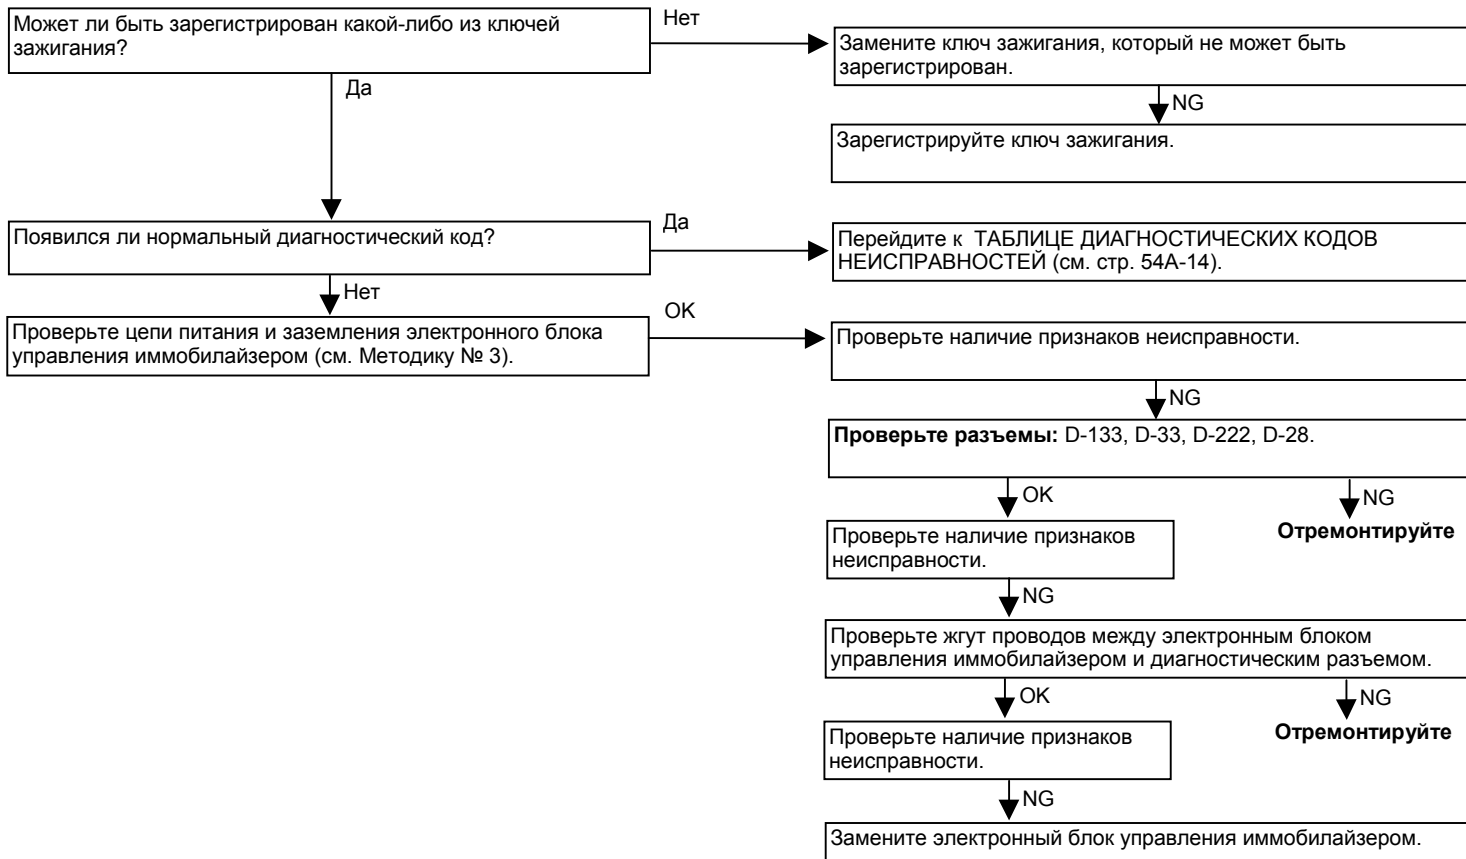 Может ли быть зарегистрирован какой-либо из ключей
зажигания?
Нет
Замените ключ зажигания, который не может быть
зарегистрирован.
Да
NG
Зарегистрируйте ключ зажигания.
Появился ли нормальный диагностический код?
Да
Перейдите к ТАБЛИЦЕ ДИАГНОСТИЧЕСКИХ КОДОВ
НЕИСПРАВНОСТЕЙ (см. стр. 54A-14).
Нет
Проверьте цепи питания и заземления электронного блока
управления иммобилайзером (см. Методику № 3).
OK
Проверьте наличие признаков неисправности.
NG
Проверьте разъемы: D-133, D-33, D-222, D-28.
OK
NG
Отремонтируйте
Проверьте наличие признаков
неисправности.
NG
Проверьте жгут проводов между электронным блоком
управления иммобилайзером и диагностическим разъемом.
OK
NG
Отремонтируйте
Проверьте наличие признаков
неисправности.
NG
Замените электронный блок управления иммобилайзером.